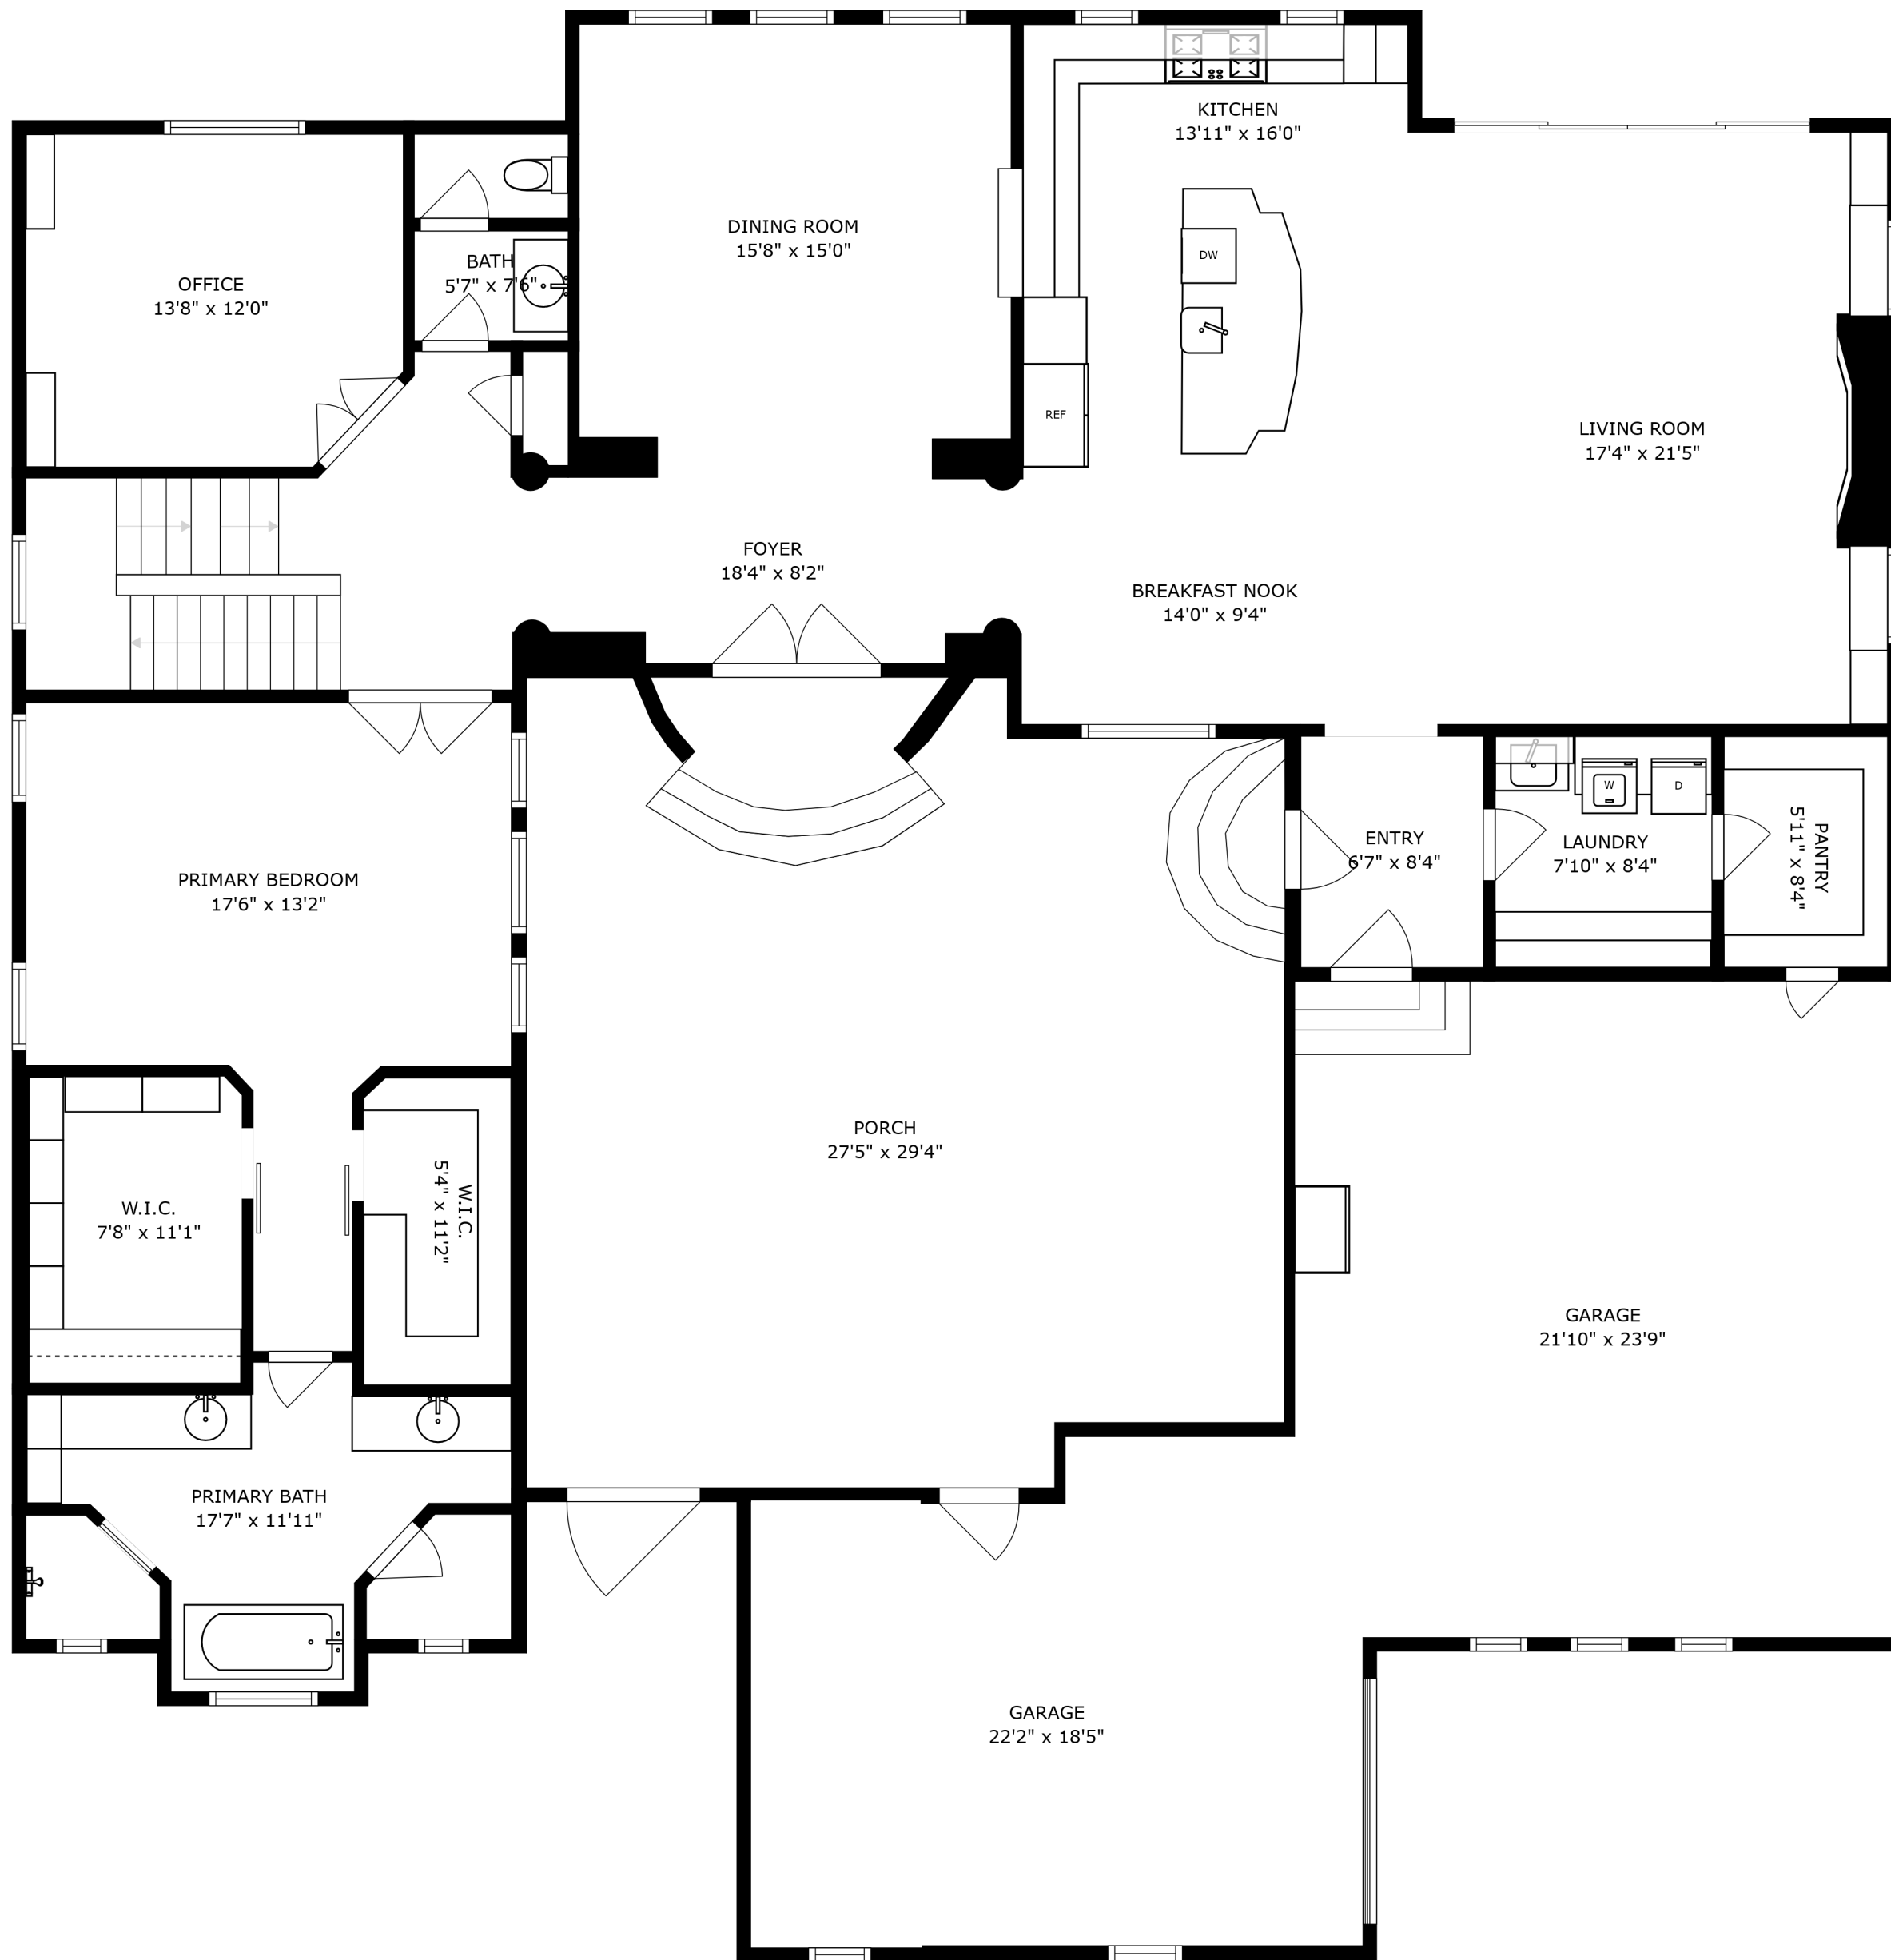 KITCHEN
13'11" x 16'0"
DINING ROOM
15'8" x 15'0"
DW
BATH
5'7" x 7'6"
OFFICE
13'8" x 12'0"
REF
LIVING ROOM
17'4" x 21'5"
FOYER
18'4" x 8'2"
BREAKFAST NOOK
14'0" x 9'4"
W
D
ENTRY
6'7" x 8'4"
LAUNDRY
7'10" x 8'4"
PANTRY
5'11" x 8'4"
PRIMARY BEDROOM
17'6" x 13'2"
PORCH
27'5" x 29'4"
W.I.C.
7'8" x 11'1"
W.I.C.
5'4" x 11'2"
GARAGE
21'10" x 23'9"
PRIMARY BATH
17'7" x 11'11"
GARAGE
22'2" x 18'5"